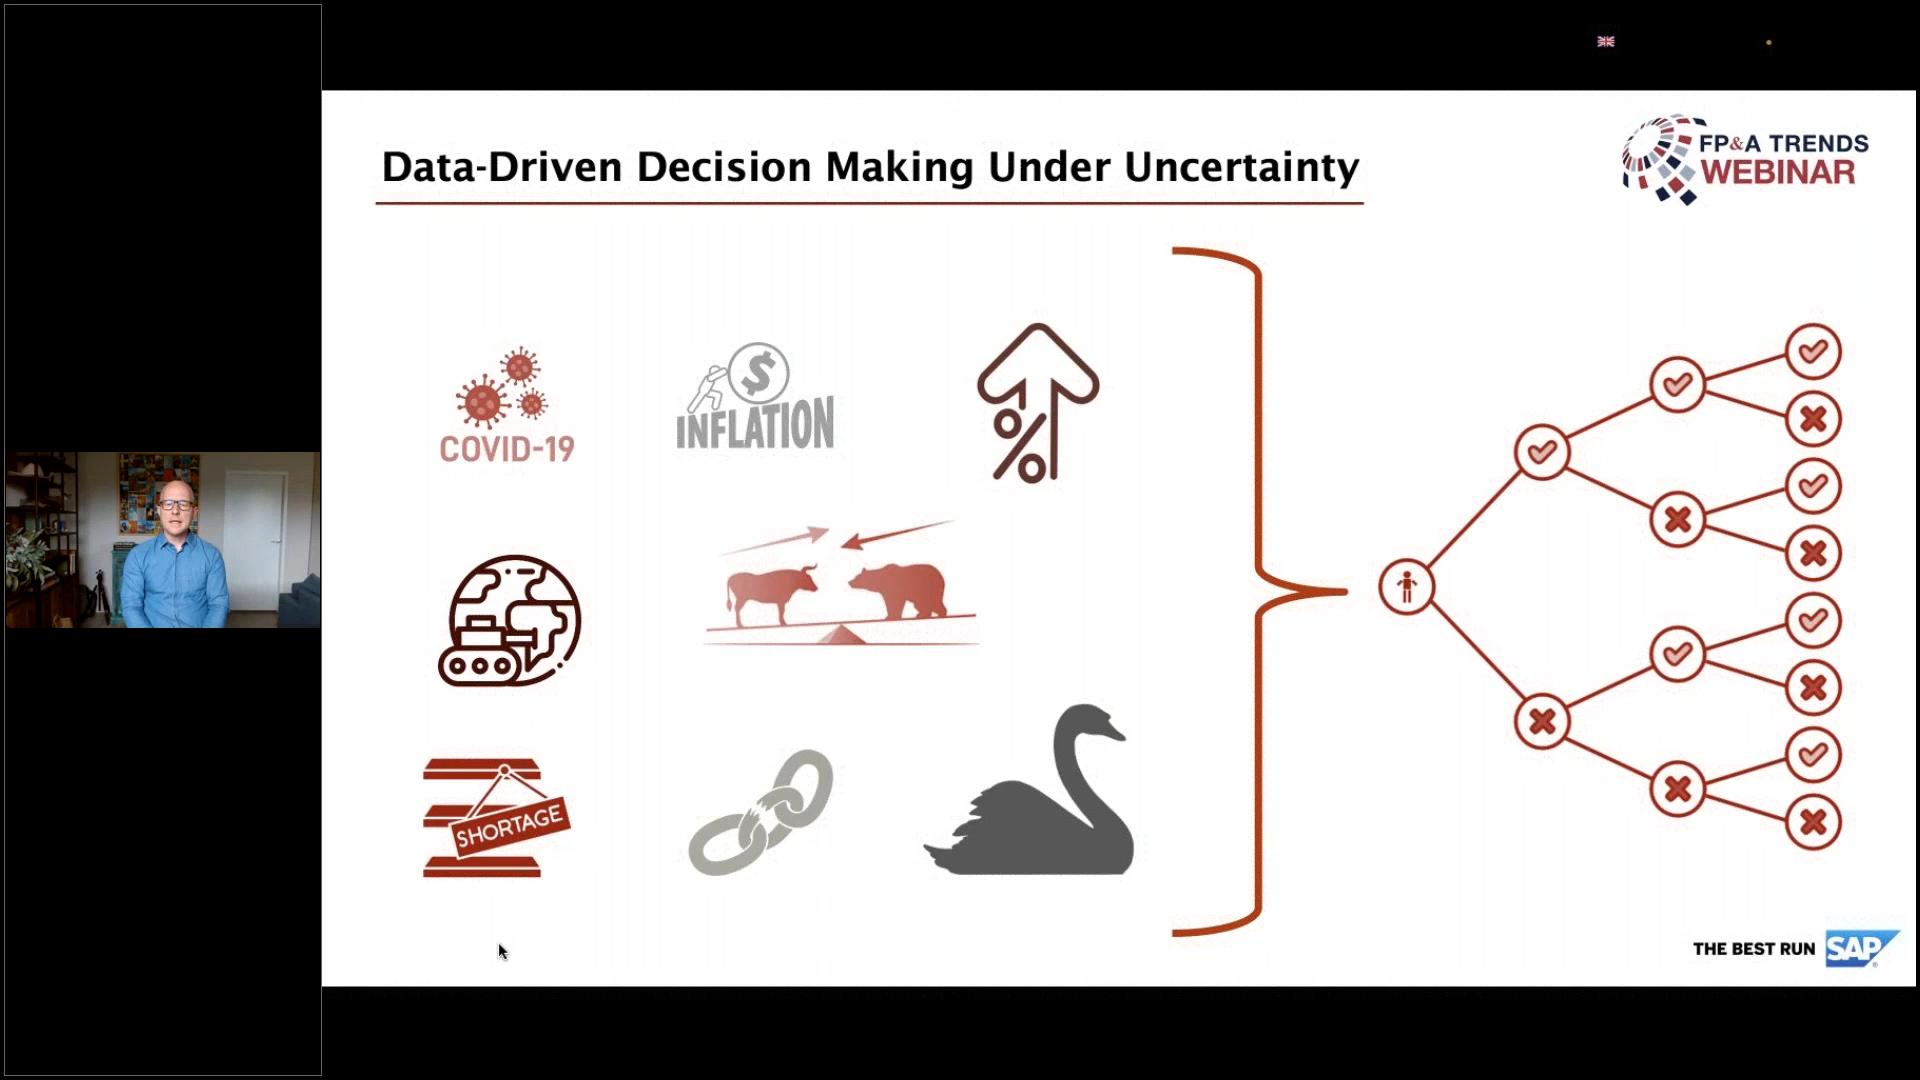 Data-Driven Decision Making Under Uncertainty
FP&A TRENDS
WEBINAR
COVID-19
$
INFLATION
%
SHORTAGE
THE BEST RUN SAP®